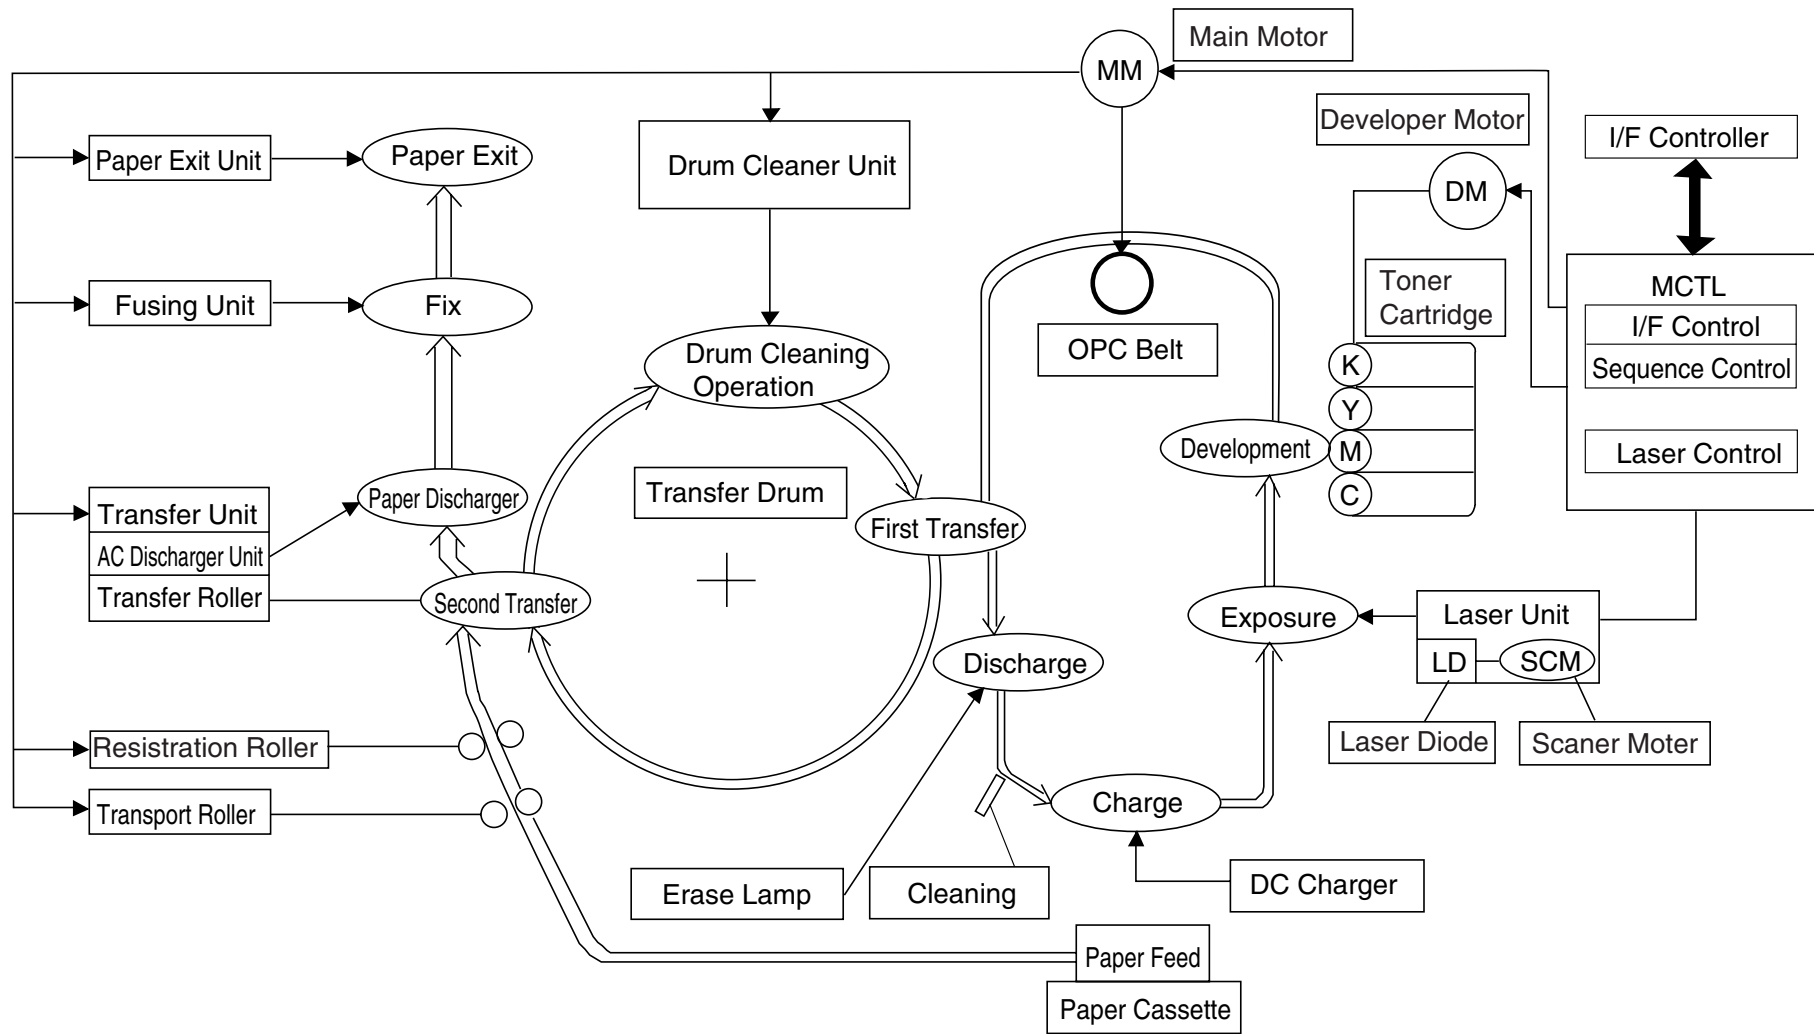 Main Motor
MM
Developer Motor
I/F Controller
Paper Exit Unit
Paper Exit
Drum Cleaner Unit
DM
Fusing Unit
Fix
Toner
Cartridge
MCTL
I/F Control
Sequence Control
Laser Control
OPC Belt
Drum Cleaning
Operation
K
Y
M
C
Development
Transfer Drum
Paper Discharger
Transfer Unit
AC Discharger Unit
Transfer Roller
First Transfer
Second Transfer
Exposure
Laser Unit
LD
SCM
Discharge
Laser Diode
Scaner Moter
Resistration Roller
Transport Roller
Charge
Erase Lamp
Cleaning
DC Charger
Paper Feed
Paper Cassette